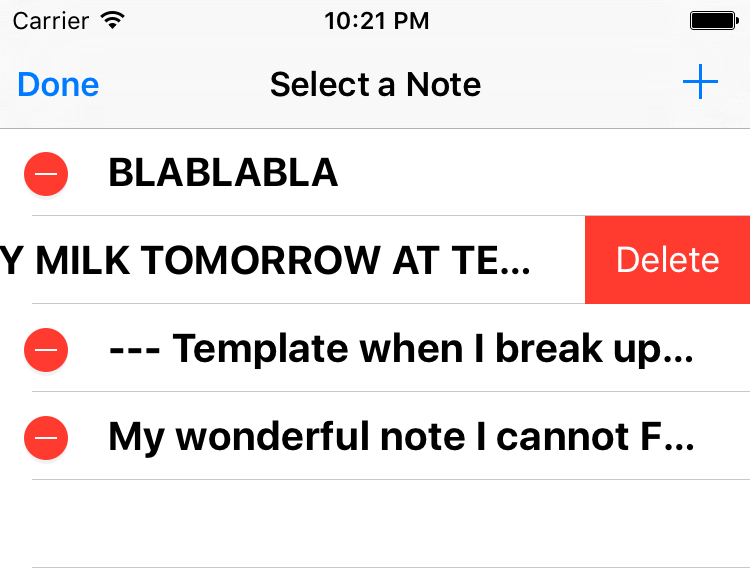 Carrier 10:21 PM
Done Select a Note +
BLABLABLA
Y MILK TOMORROW AT TE... Delete
--- Template when I break up...
My wonderful note I cannot F...